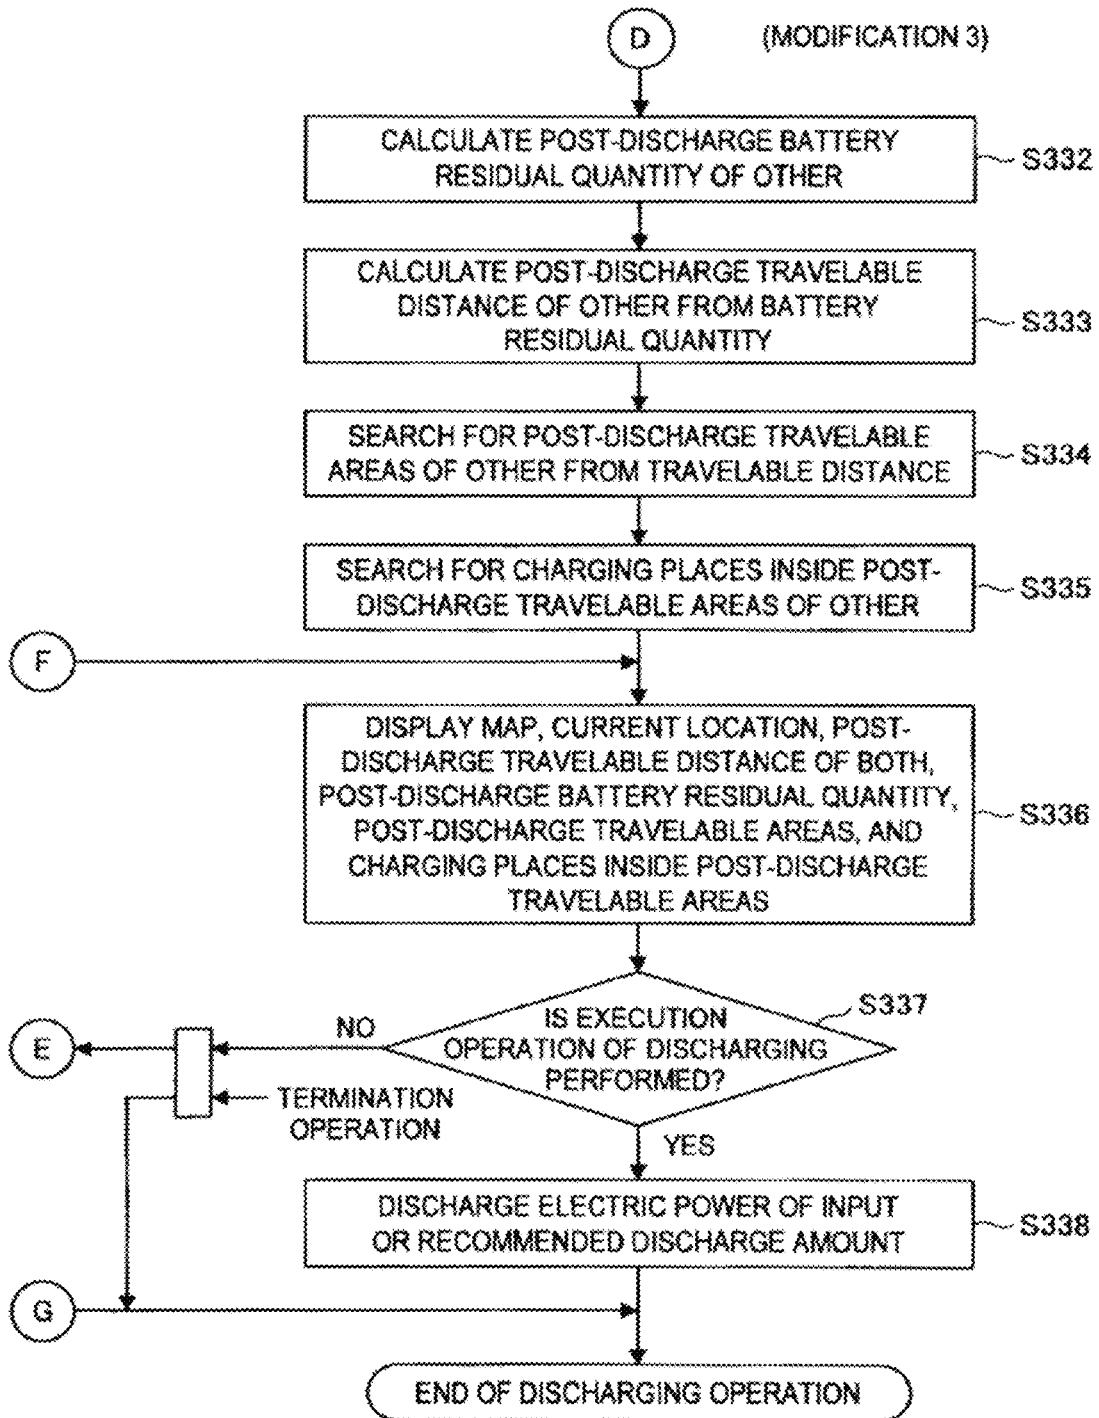 D
(MODIFICATION 3)
CALCULATE POST-DISCHARGE BATTERY
RESIDUAL QUANTITY OF OTHER
S332
CALCULATE POST-DISCHARGE TRAVELABLE
DISTANCE OF OTHER FROM BATTERY
RESIDUAL QUANTITY
S333
SEARCH FOR POST-DISCHARGE TRAVELABLE
AREAS OF OTHER FROM TRAVELABLE DISTANCE
S334
SEARCH FOR CHARGING PLACES INSIDE POST-
DISCHARGE TRAVELABLE AREAS OF OTHER
S335
F
DISPLAY MAP, CURRENT LOCATION, POST-
DISCHARGE TRAVELABLE DISTANCE OF BOTH,
POST-DISCHARGE BATTERY RESIDUAL QUANTITY,
POST-DISCHARGE TRAVELABLE AREAS, AND
CHARGING PLACES INSIDE POST-DISCHARGE
TRAVELABLE AREAS
S336
S337
IS EXECUTION
OPERATION OF DISCHARGING
PERFORMED?
NO
E
TERMINATION
OPERATION
YES
DISCHARGE ELECTRIC POWER OF INPUT
OR RECOMMENDED DISCHARGE AMOUNT
S338
G
END OF DISCHARGING OPERATION